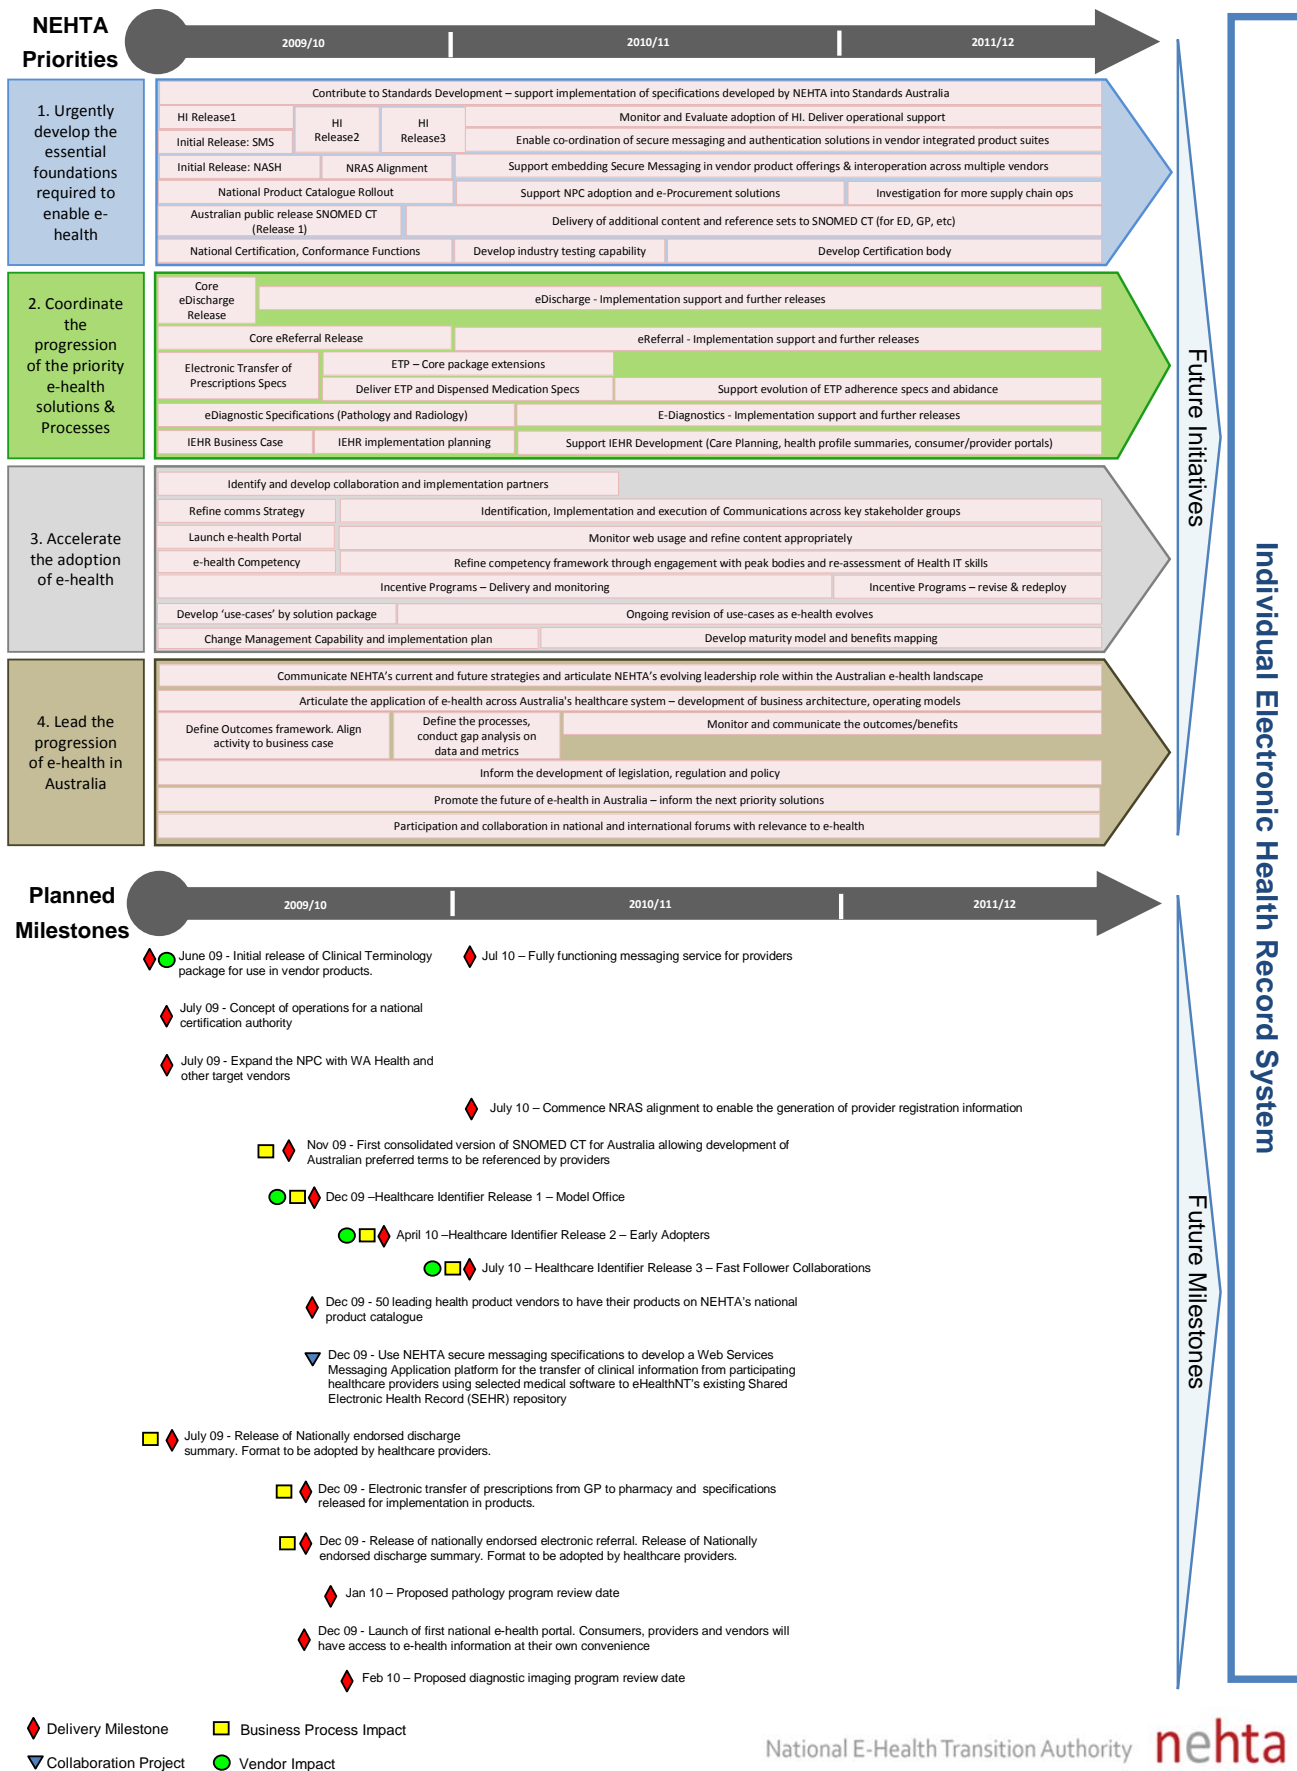 NEHTA
Priorities
2009/10
2010/11
2011/12
1. Urgently
develop the
essential
foundations
required to
enable e-
health
Contribute to Standards Development – support implementation of specifications developed by NEHTA into Standards Australia
HI Release1
HI
Release2
HI
Release3
Monitor and Evaluate adoption of HI. Deliver operational support
Initial Release: SMS
Enable co-ordination of secure messaging and authentication solutions in vendor integrated product suites
Initial Release: NASH
NRAS Alignment
Support embedding Secure Messaging in vendor product offerings & interoperation across multiple vendors
National Product Catalogue Rollout
Support NPC adoption and e-Procurement solutions
Investigation for more supply chain ops
Australian public release SNOMED CT
(Release 1)
Delivery of additional content and reference sets to SNOMED CT (for ED, GP, etc)
National Certification, Conformance Functions
Develop industry testing capability
Develop Certification body
2. Coordinate
the
progression
of the priority
e-health
solutions &
Processes
Core
eDischarge
Release
eDischarge - Implementation support and further releases
Core eReferral Release
eReferral - Implementation support and further releases
Electronic Transfer of
Prescriptions Specs
ETP – Core package extensions
Deliver ETP and Dispensed Medication Specs
Support evolution of ETP adherence specs and abidance
eDiagnostic Specifications (Pathology and Radiology)
E-Diagnostics - Implementation support and further releases
IEHR Business Case
IEHR implementation planning
Support IEHR Development (Care Planning, health profile summaries, consumer/provider portals)
3. Accelerate
the adoption
of e-health
Identify and develop collaboration and implementation partners
Refine comms Strategy
Identification, Implementation and execution of Communications across key stakeholder groups
Launch e-health Portal
Monitor web usage and refine content appropriately
e-health Competency
Refine competency framework through engagement with peak bodies and re-assessment of Health IT skills
Incentive Programs – Delivery and monitoring
Incentive Programs – revise & redeploy
Develop ‘use-cases’ by solution package
Ongoing revision of use-cases as e-health evolves
Change Management Capability and implementation plan
Develop maturity model and benefits mapping
4. Lead the
progression
of e-health in
Australia
Communicate NEHTA’s current and future strategies and articulate NEHTA’s evolving leadership role within the Australian e-health landscape
Articulate the application of e-health across Australia's healthcare system – development of business architecture, operating models
Define Outcomes framework. Align
activity to business case
Define the processes,
conduct gap analysis on
data and metrics
Monitor and communicate the outcomes/benefits
Inform the development of legislation, regulation and policy
Promote the future of e-health in Australia – inform the next priority solutions
Participation and collaboration in national and international forums with relevance to e-health
Future Initiatives
Individual Electronic Health Record System
Planned
Milestones
2009/10
2010/11
2011/12
June 09 - Initial release of Clinical Terminology
package for use in vendor products.
Jul 10 – Fully functioning messaging service for providers
July 09 - Concept of operations for a national
certification authority
July 09 - Expand the NPC with WA Health and
other target vendors
July 10 – Commence NRAS alignment to enable the generation of provider registration information
Nov 09 - First consolidated version of SNOMED CT for Australia allowing development of
Australian preferred terms to be referenced by providers
Dec 09 –Healthcare Identifier Release 1 – Model Office
April 10 –Healthcare Identifier Release 2 – Early Adopters
July 10 – Healthcare Identifier Release 3 – Fast Follower Collaborations
Dec 09 - 50 leading health product vendors to have their products on NEHTA’s national
product catalogue
Dec 09 - Use NEHTA secure messaging specifications to develop a Web Services
Messaging Application platform for the transfer of clinical information from participating
healthcare providers using selected medical software to eHealthNT’s existing Shared
Electronic Health Record (SEHR) repository
July 09 - Release of Nationally endorsed discharge
summary. Format to be adopted by healthcare providers.
Dec 09 - Electronic transfer of prescriptions from GP to pharmacy and specifications
released for implementation in products.
Dec 09 - Release of nationally endorsed electronic referral. Release of Nationally
endorsed discharge summary. Format to be adopted by healthcare providers.
Jan 10 – Proposed pathology program review date
Dec 09 - Launch of first national e-health portal. Consumers, providers and vendors will
have access to e-health information at their own convenience
Feb 10 – Proposed diagnostic imaging program review date
Future Milestones
Delivery Milestone
Business Process Impact
Collaboration Project
Vendor Impact
National E-Health Transition Authority
nehta